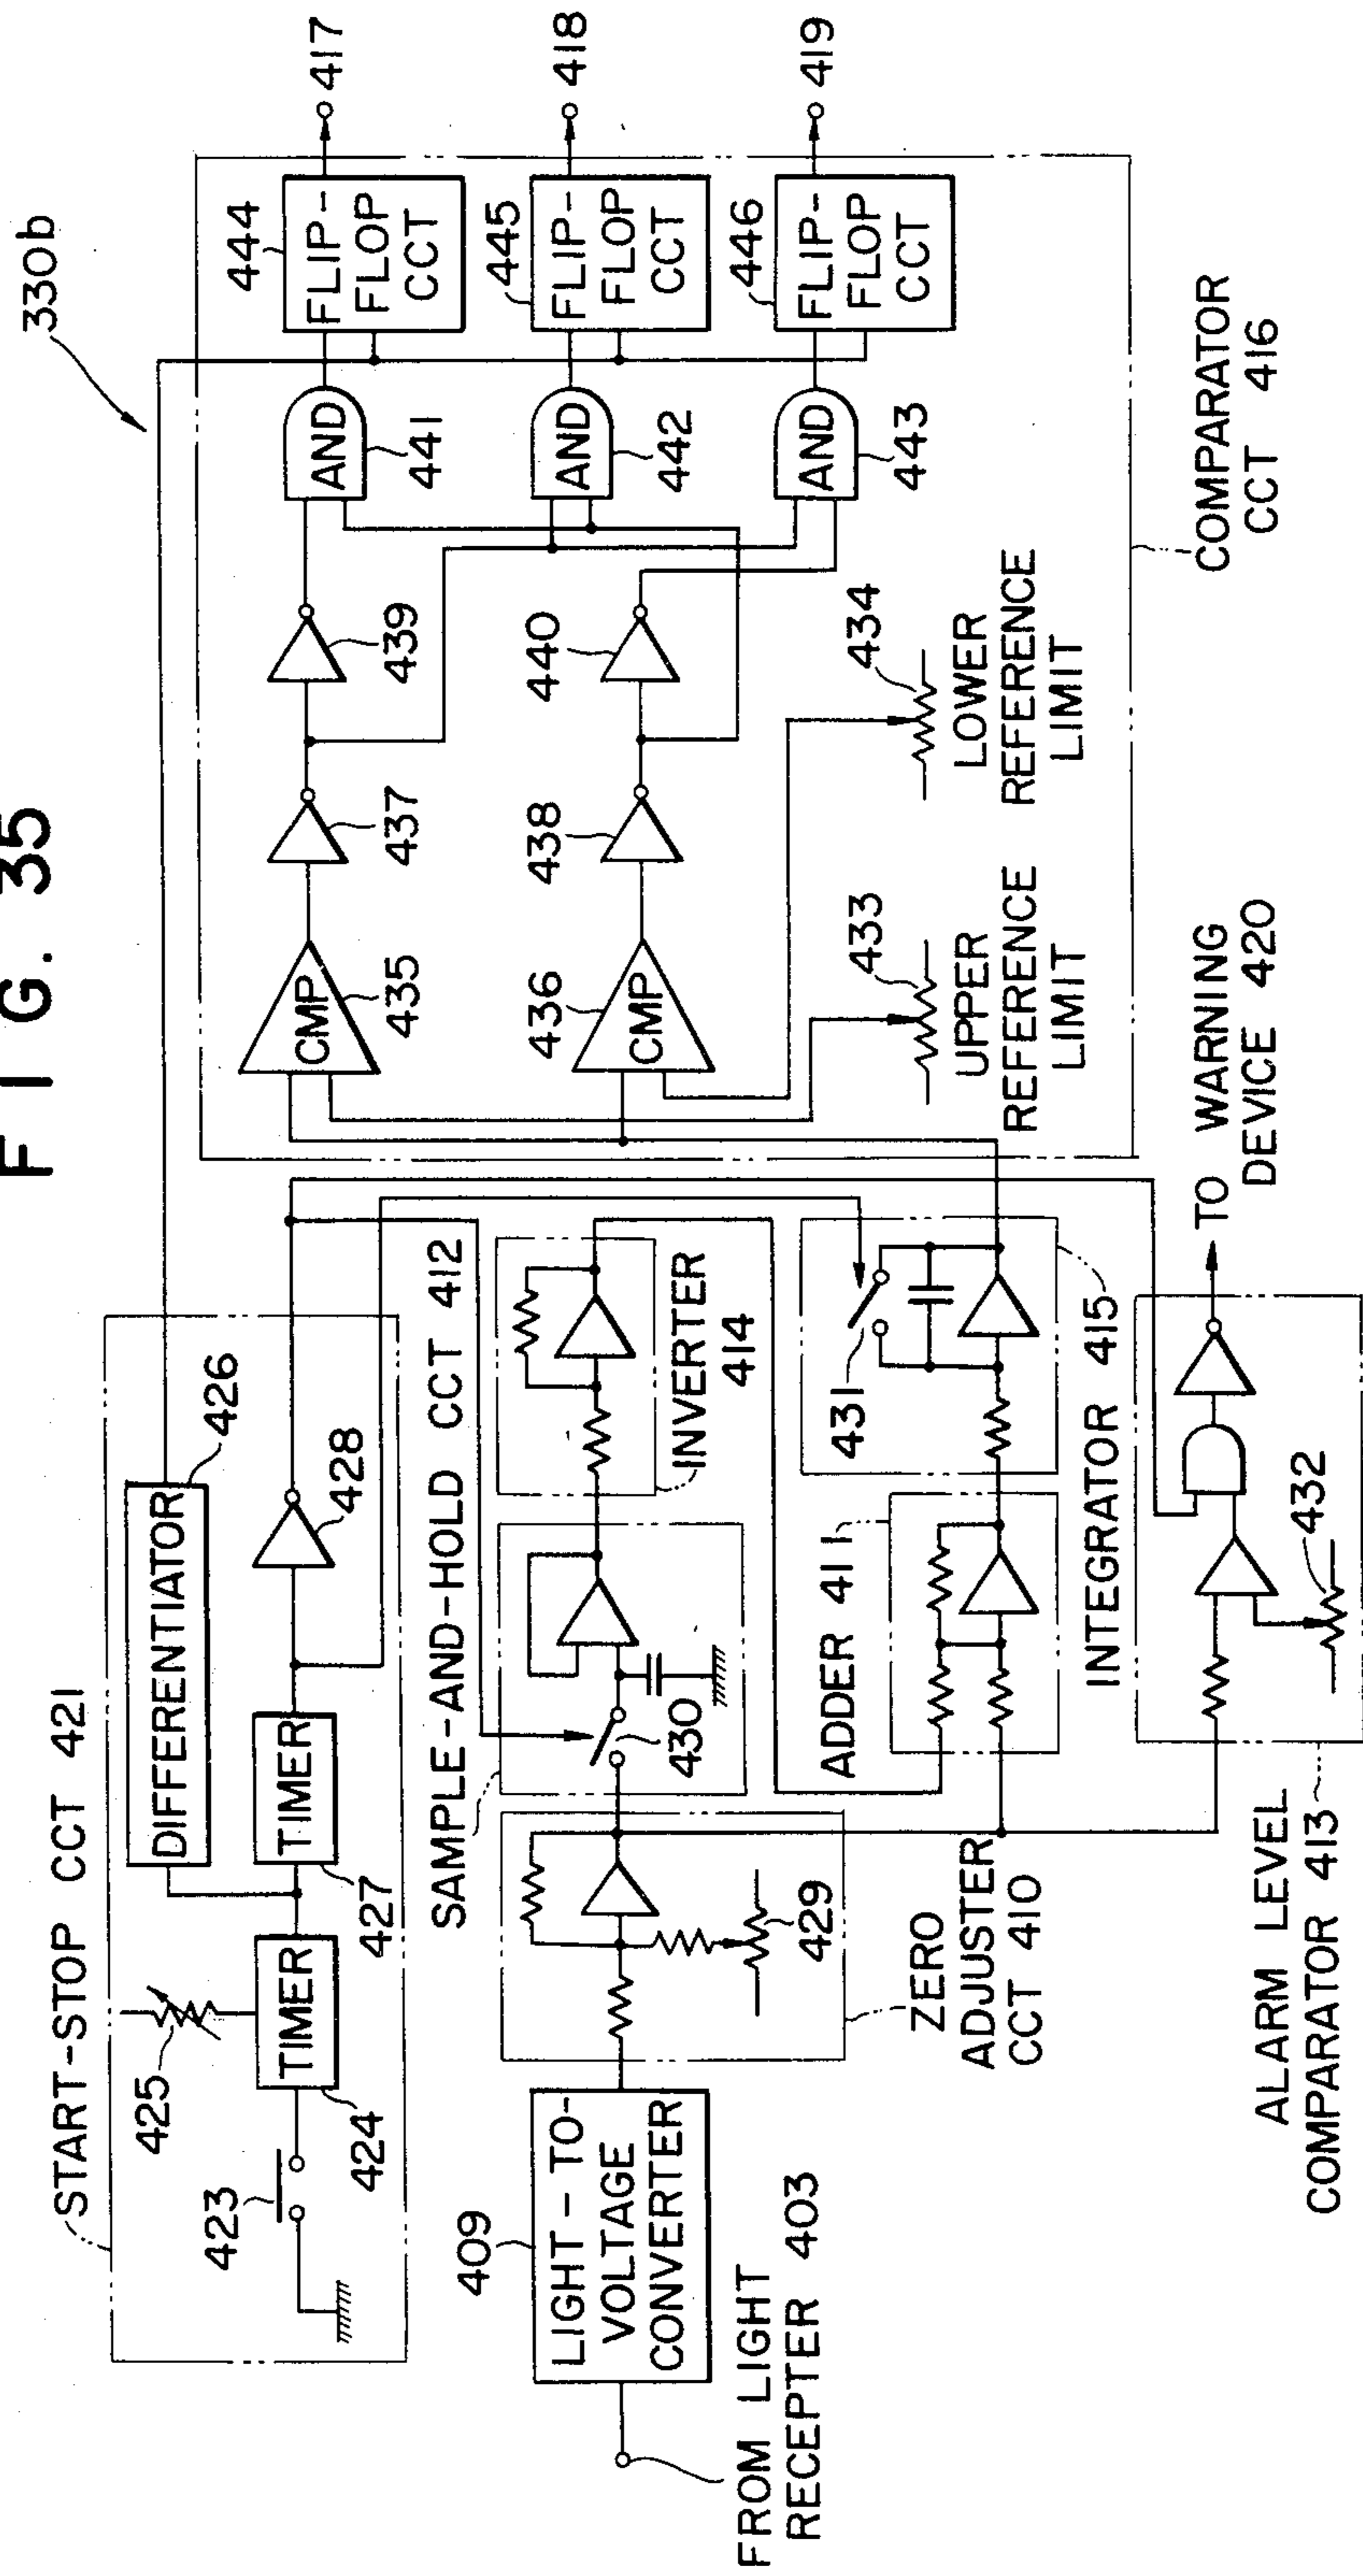 FIG. 35
330b
START-STOP CCT 421
423
425
TIMER
424
DIFFERENTIATOR
426
TIMER
427
428
409
LIGHT-TO-
VOLTAGE
CONVERTER
FROM LIGHT
RECEPTER 403
SAMPLE-AND-HOLD CCT 412
430
429
ZERO
ADJUSTER
CCT 410
INVERTER
414
ADDER 411
431
INTEGRATOR 415
432
ALARM LEVEL
COMPARATOR 413
TO WARNING
DEVICE 420
CMP
435
437
439
AND
441
444
FLIP-
FLOP
CCT
417
436
CMP
438
440
AND
442
445
FLIP-
FLOP
CCT
418
AND
443
446
FLIP-
FLOP
CCT
419
433
UPPER
REFERENCE
LIMIT
434
LOWER
REFERENCE
LIMIT
COMPARATOR
CCT 416